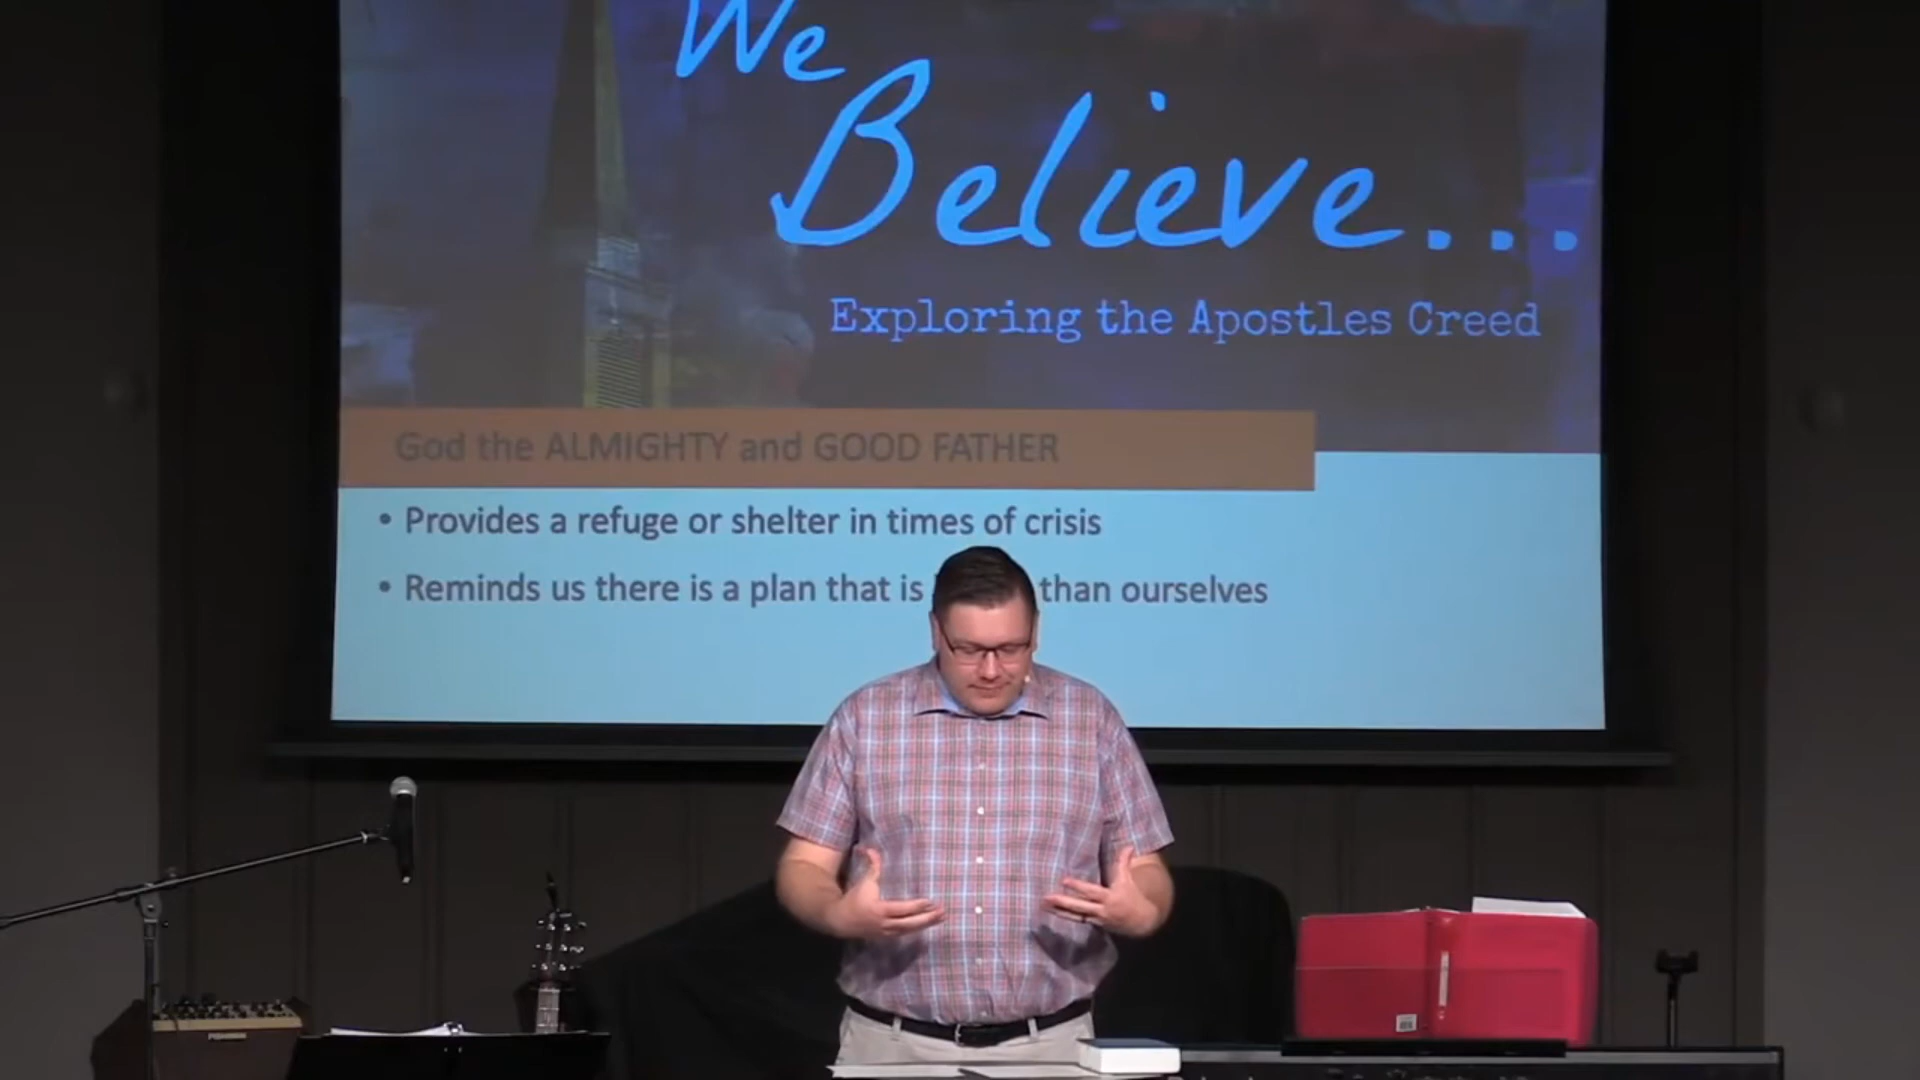 We
Believe...
Exploring the Apostles Creed
God the ALMIGHTY and GOOD FATHER
• Provides a refuge or shelter in times of crisis
• Reminds us there is a plan that is than ourselves
FISHMAN